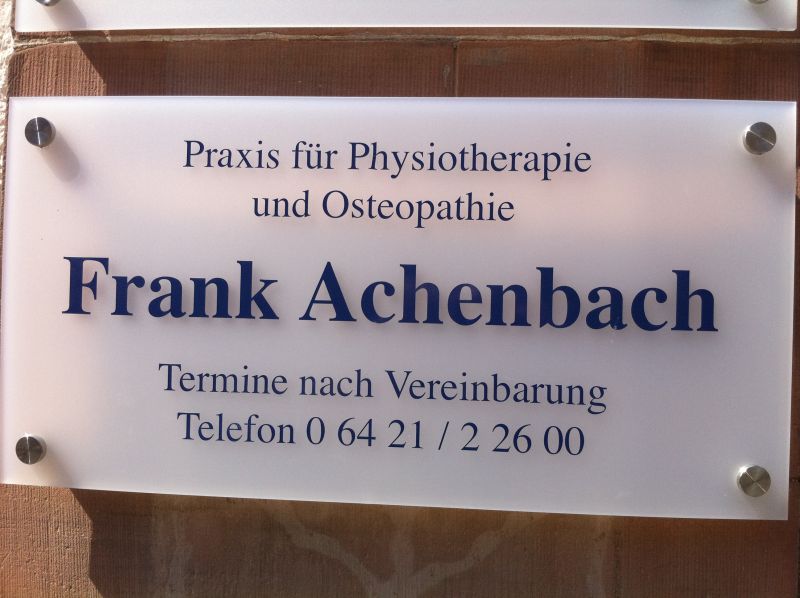 Praxis für Physiotherapie
und Osteopathie
Frank Achenbach
Termine nach Vereinbarung
Telefon 0 64 21 / 2 26 00